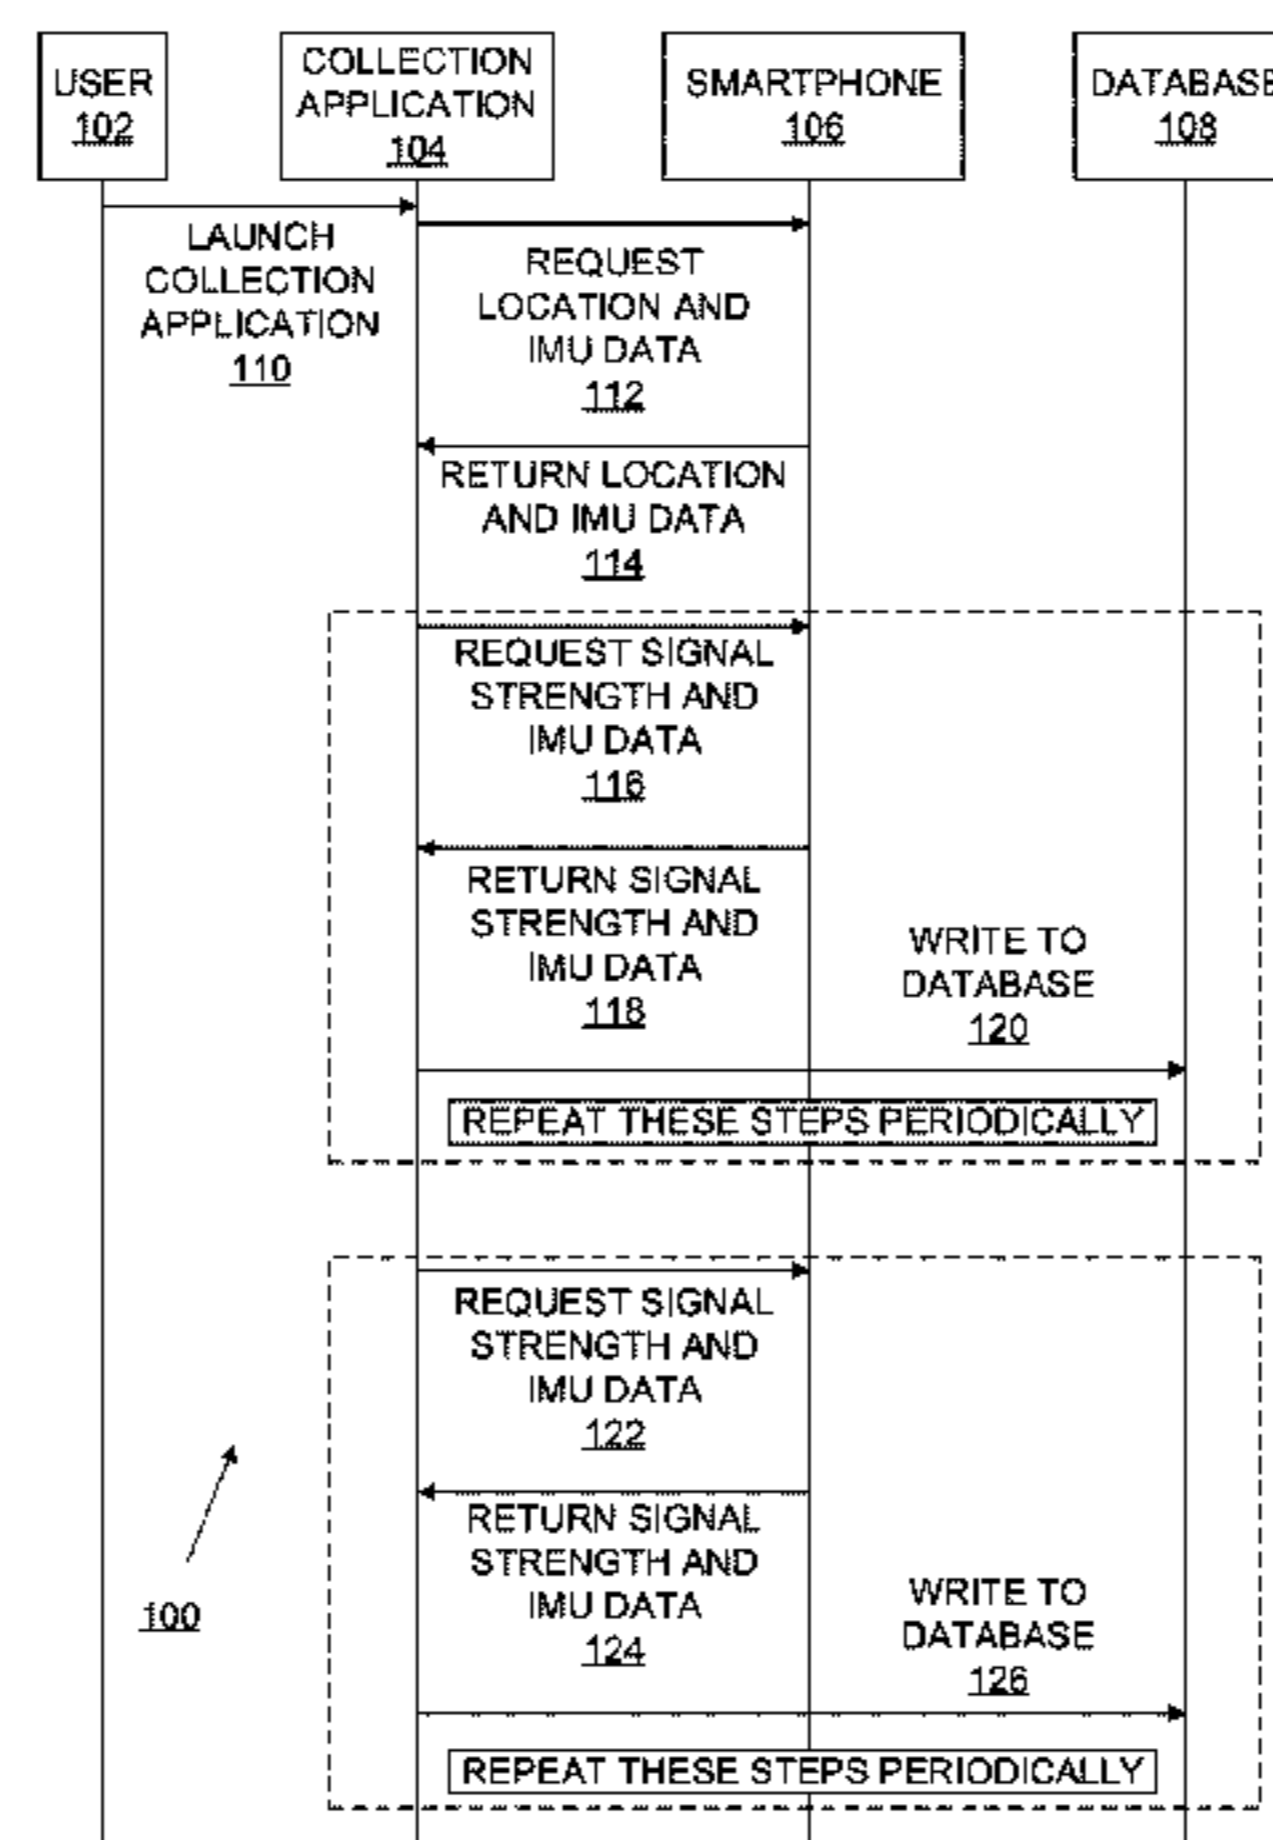 USER
102
COLLECTION
APPLICATION
104
SMARTPHONE
106
DATABASE
108
LAUNCH
COLLECTION
APPLICATION
110
REQUEST
LOCATION AND
IMU DATA
112
RETURN LOCATION
AND IMU DATA
114
REQUEST SIGNAL
STRENGTH AND
IMU DATA
116
RETURN SIGNAL
STRENGTH AND
IMU DATA
118
WRITE TO
DATABASE
120
REPEAT THESE STEPS PERIODICALLY
REQUEST SIGNAL
STRENGTH AND
IMU DATA
122
RETURN SIGNAL
STRENGTH AND
IMU DATA
124
WRITE TO
DATABASE
126
REPEAT THESE STEPS PERIODICALLY
100